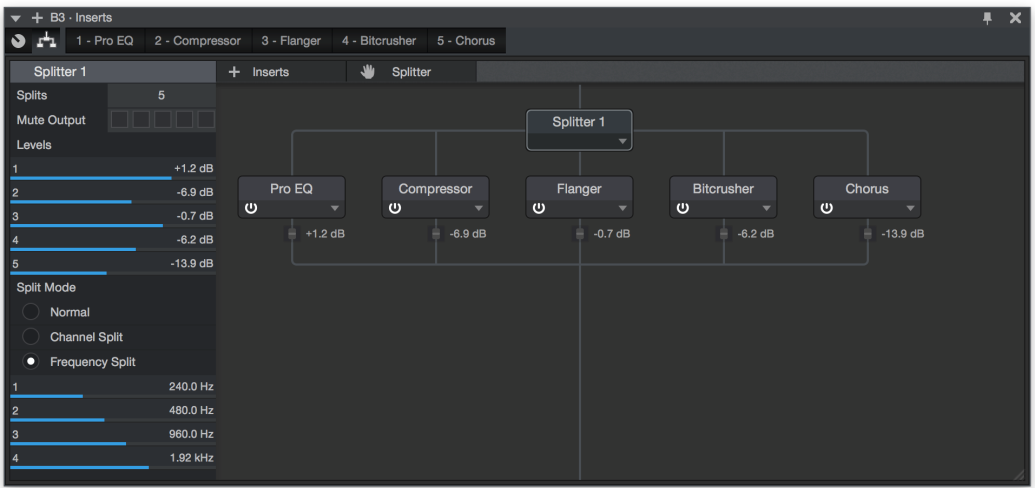 B3 · Inserts
1 - Pro EQ 2 - Compressor 3 - Flanger 4 - Bitcrusher 5 - Chorus
Splitter 1
Inserts
Splitter
Splits 5
Mute Output
Levels
1 +1.2 dB
2 -6.9 dB
3 -0.7 dB
4 -6.2 dB
5 -13.9 dB
Split Mode
Normal
Channel Split
Frequency Split
1 240.0 Hz
2 480.0 Hz
3 960.0 Hz
4 1.92 kHz
Splitter 1
Pro EQ Compressor Flanger Bitcrusher Chorus
+1.2 dB -6.9 dB -0.7 dB -6.2 dB -13.9 dB